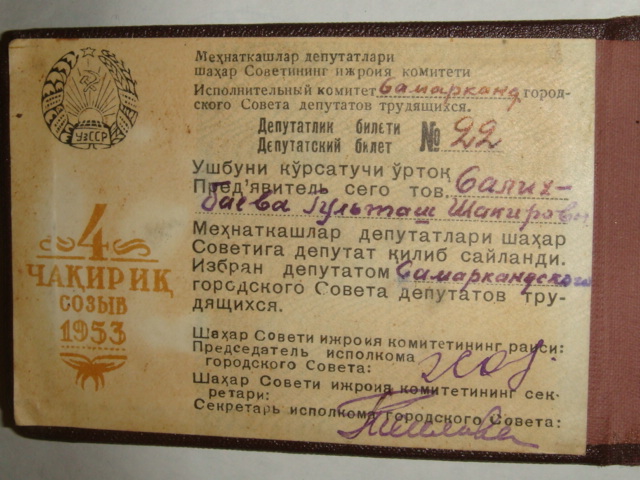 УзССР
Меҳнаткашлар депутатлари
шаҳар Советининг ижроия комитети
Исполнительный комитет Самарканд город-
ского Совета депутатов трудящихся.
Депутатлик билети
Депутатский билет № 22
Ушбуни кўрсатучи ўртоқ
Пред'явитель сего тов. Салих-
баева Гульташ Шакировн
Меҳнаткашлар депутатлари шаҳар
Советига депутат қилиб сайланди.
Избран депутатом Самаркандского
городского Совета депутатов тру-
дящихся.
4
ЧАҚИРИҚ
СОЗЫВ
1953
Шаҳар Совети ижроия комитетининг раиси:
Председатель исполкома
городского Совета:
Шаҳар Совети ижроия комитетининг сек-
ретари:
Секретарь исполкома городского Совета: